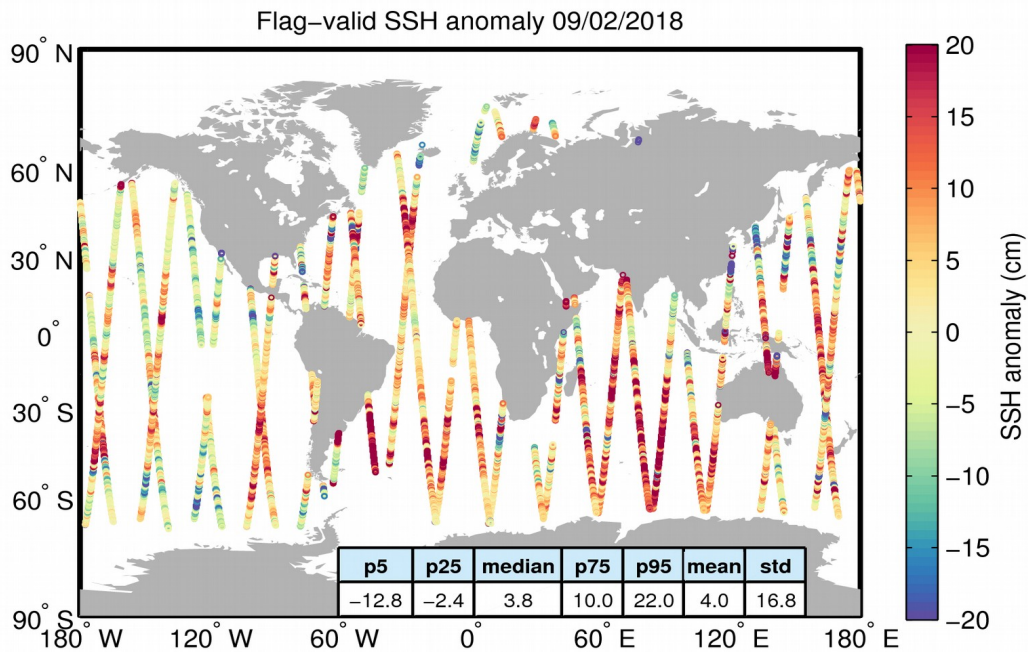 Flag−valid SSH anomaly 09/02/2018
90° N
60° N
30° N
0°
30° S
60° S
90° S
180° W
120° W
60° W
0°
60° E
120° E
180° E
p5 p25 median p75 p95 mean std
−12.8 −2.4 3.8 10.0 22.0 4.0 16.8
20
15
10
5
0
−5
−10
−15
−20
SSH anomaly (cm)